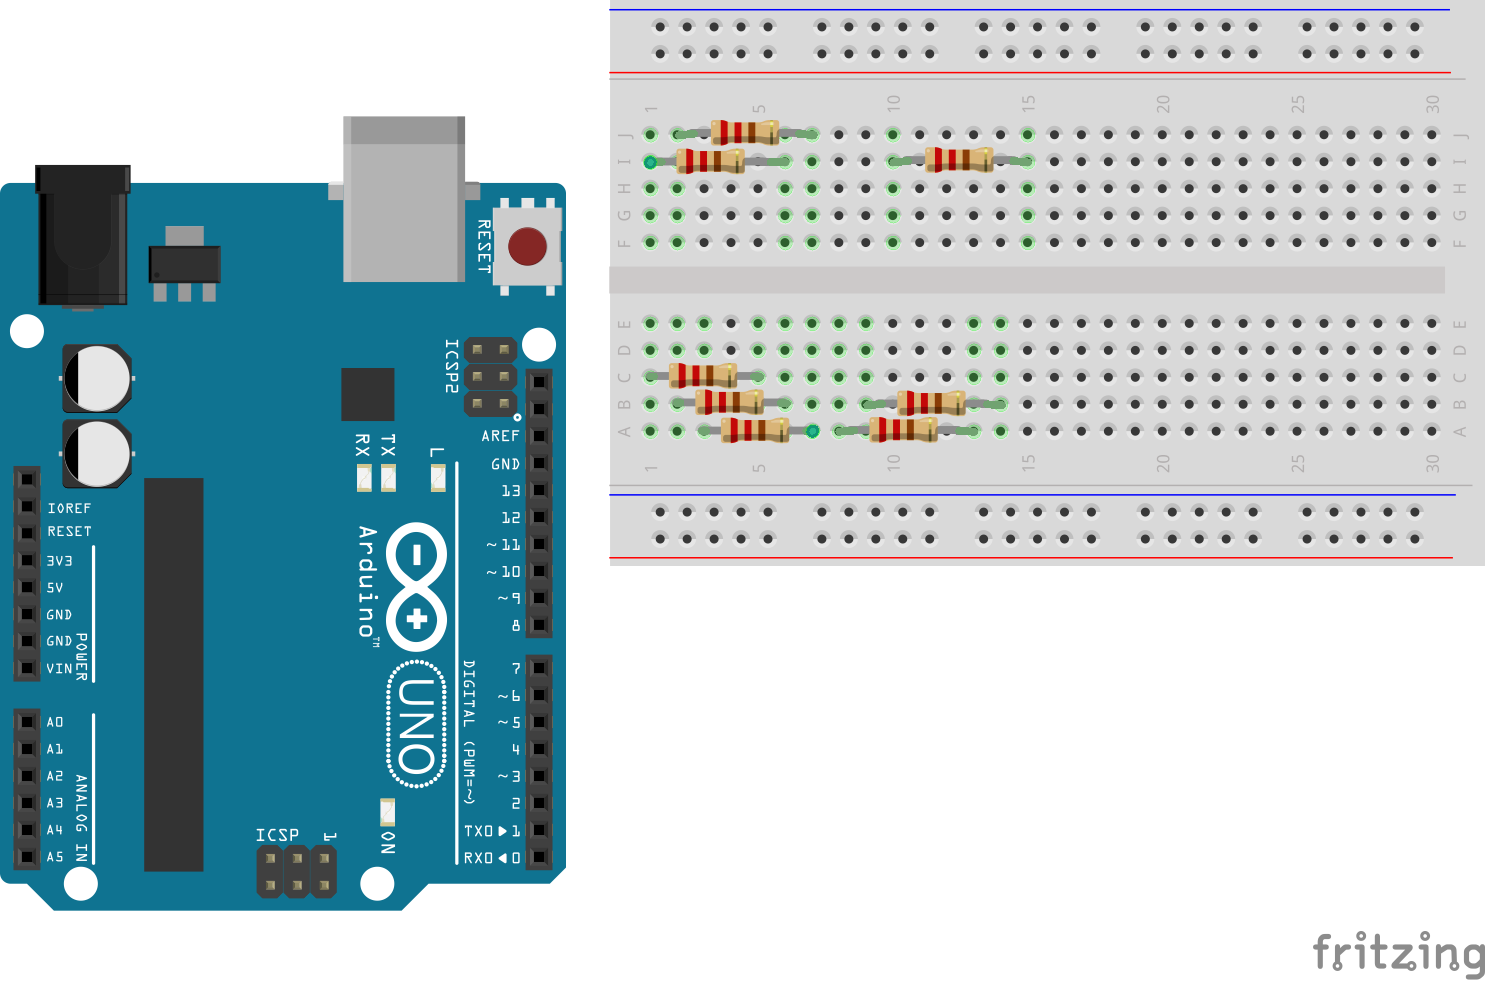 1 5 10 15 20 25 30
J J
I I
H H
G G
F F
E E
D D
C C
B B
A A
1 5 10 15 20 25 30
RESET
ICSP2
AREF
GND
13
12
~11
~10
~9
8
7
~6
~5
4
~3
2
TX0▶1
RX0◀0
RX TX L
IOREF
RESET
3V3
5V
GND
GND
VIN
POWER
A0
A1
A2
A3
A4
A5
ANALOG IN
Arduino™
UNO
DIGITAL (PWM=~)
ON
ICSP 1
fritzing